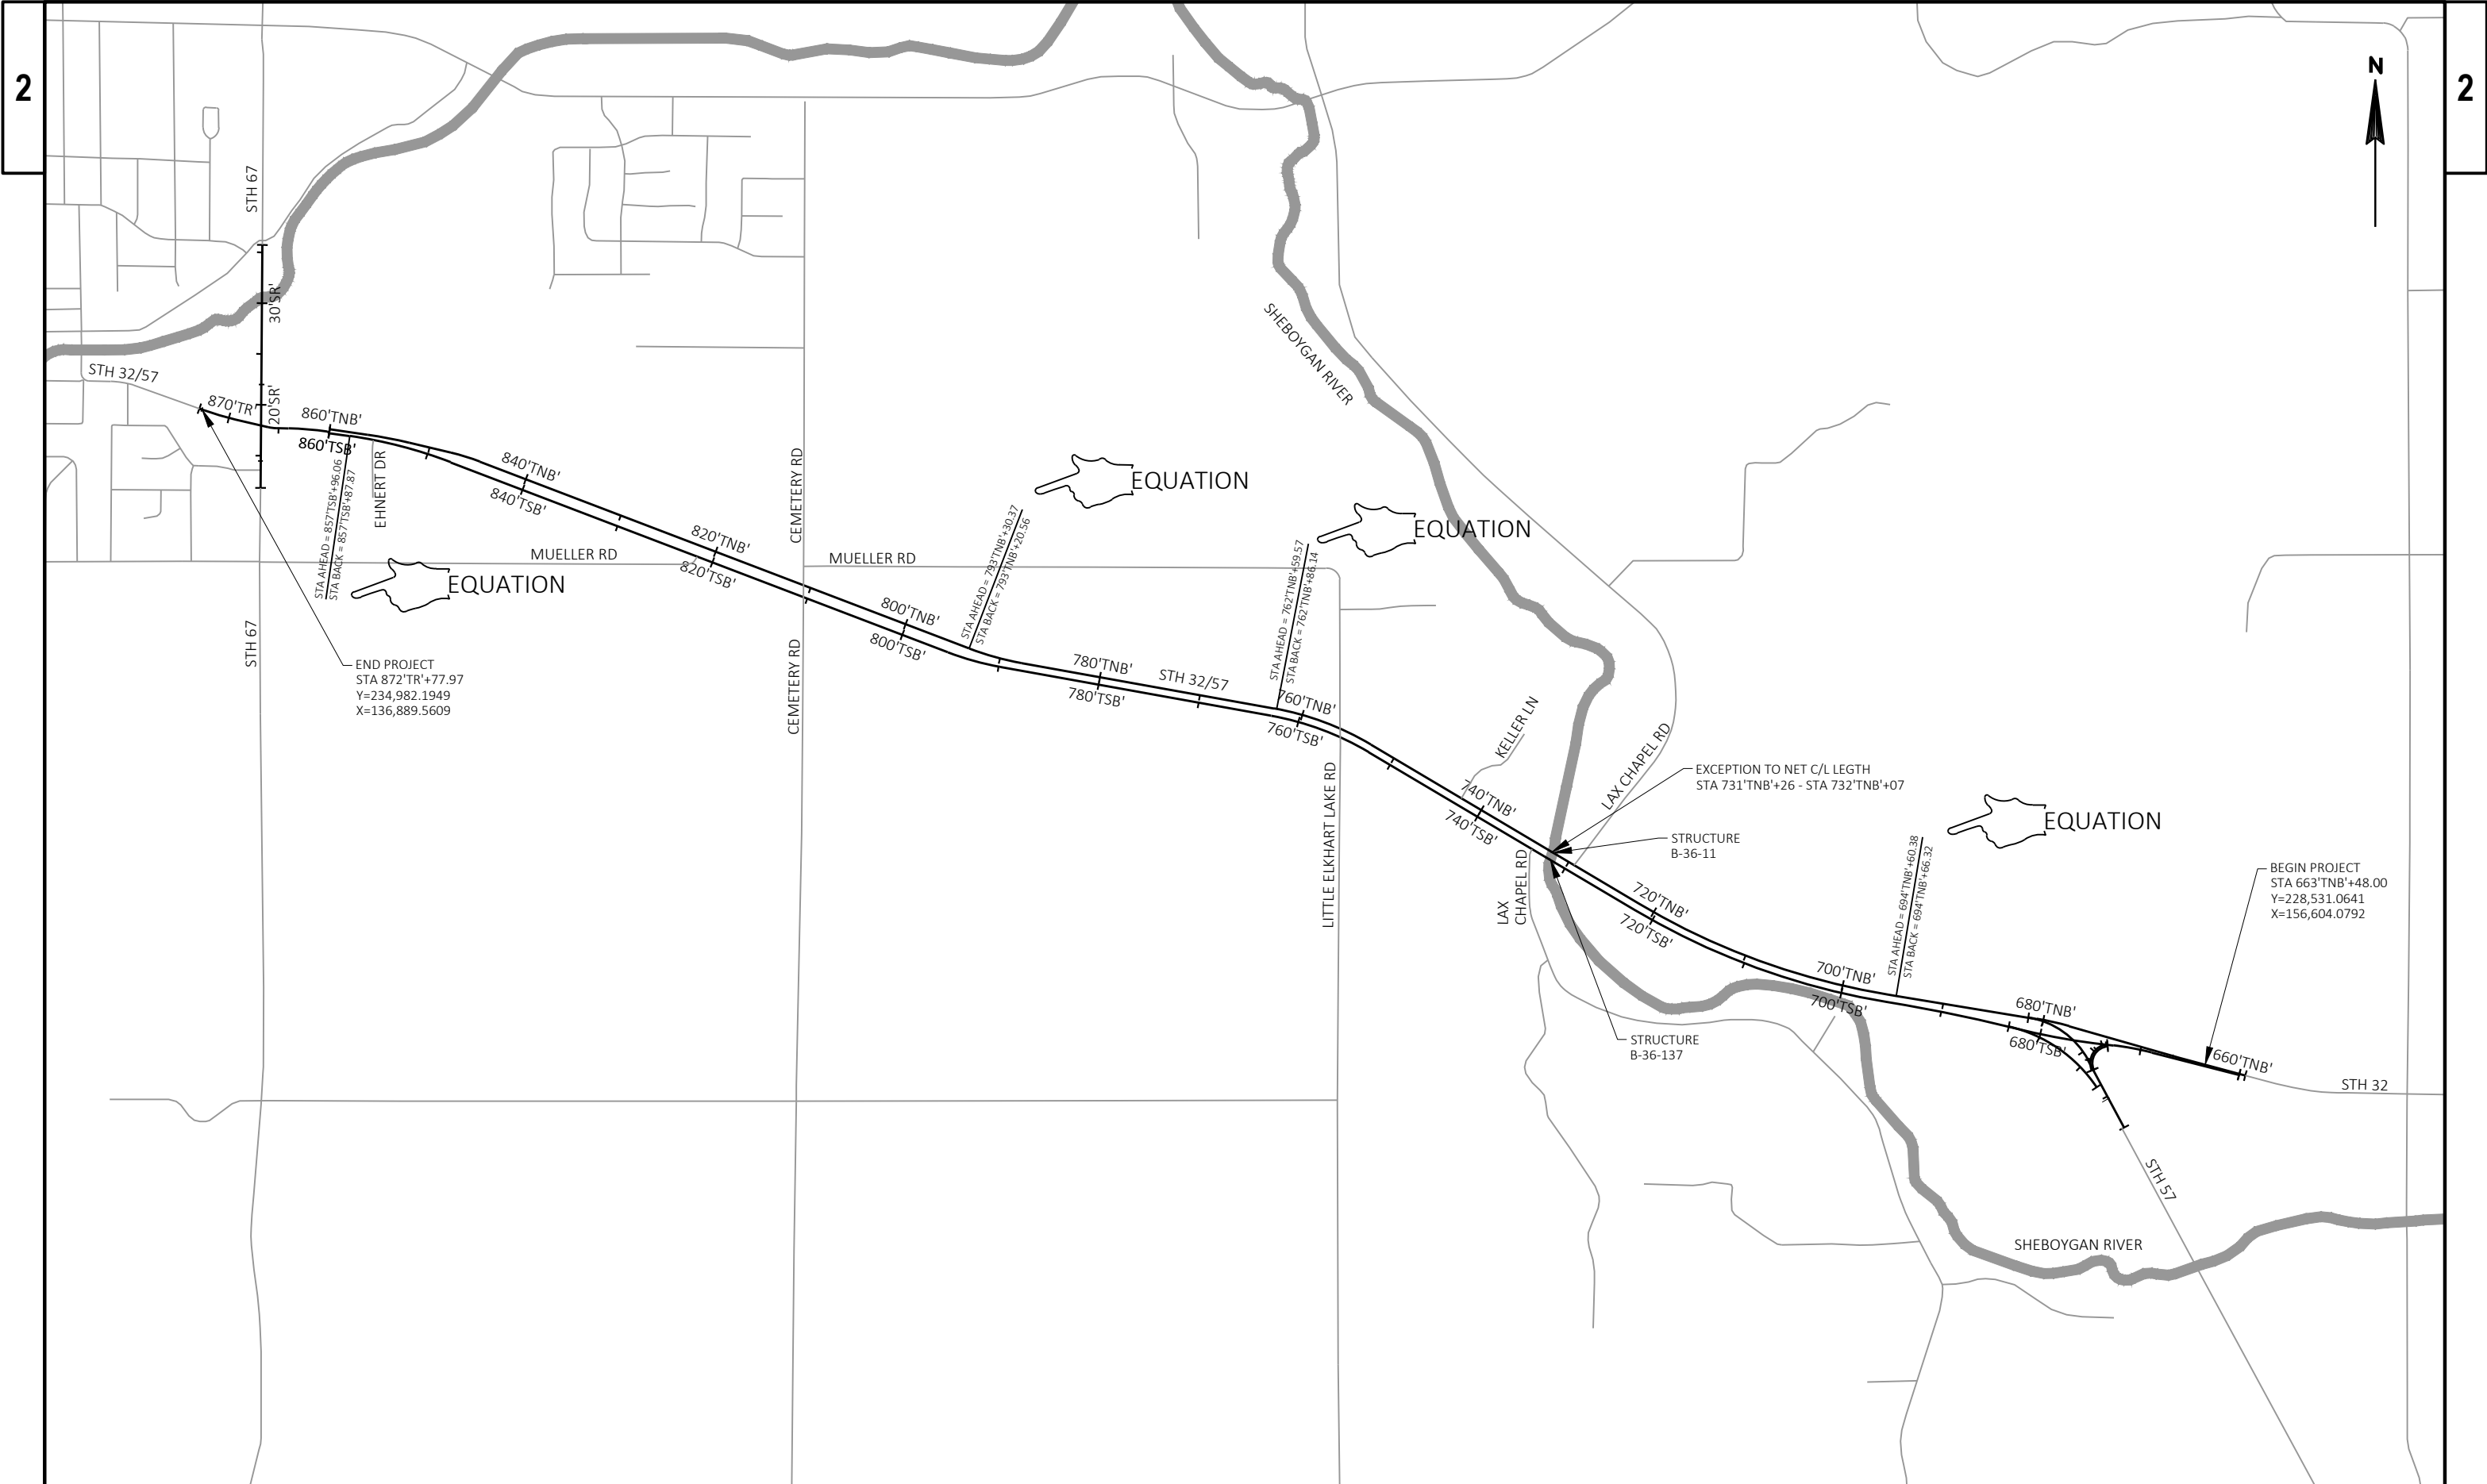 2
2
N
STH 67
30'SR'
STH 32/57
870'TR'
20'SR'
860'TNB'
860'TSB'
STA AHEAD = 857'TSB'+96.06
STA BACK = 857'TSB'+87.87
EHNERT DR
EQUATION
840'TNB'
840'TSB'
MUELLER RD
820'TNB'
820'TSB'
CEMETERY RD
MUELLER RD
STH 67
END PROJECT
STA 872'TR'+77.97
Y=234,982.1949
X=136,889.5609
CEMETERY RD
800'TNB'
800'TSB'
STA AHEAD = 793'TNB'+30.37
STA BACK = 793'TNB'+20.56
EQUATION
780'TNB'
780'TSB'
STH 32/57
STA AHEAD = 762'TNB'+59.57
STA BACK = 762'TNB'+86.14
EQUATION
760'TNB'
760'TSB'
SHEBOYGAN RIVER
LITTLE ELKHART LAKE RD
KELLER LN
740'TNB'
740'TSB'
LAX CHAPEL RD
EXCEPTION TO NET C/L LEGTH
STA 731'TNB'+26 - STA 732'TNB'+07
STRUCTURE
B-36-11
LAX
CHAPEL RD
720'TNB'
720'TSB'
STRUCTURE
B-36-137
700'TNB'
700'TSB'
STA AHEAD = 694'TNB'+60.38
STA BACK = 694'TNB'+66.32
EQUATION
680'TNB'
680'TSB'
BEGIN PROJECT
STA 663'TNB'+48.00
Y=228,531.0641
X=156,604.0792
660'TNB'
STH 32
STH 57
SHEBOYGAN RIVER